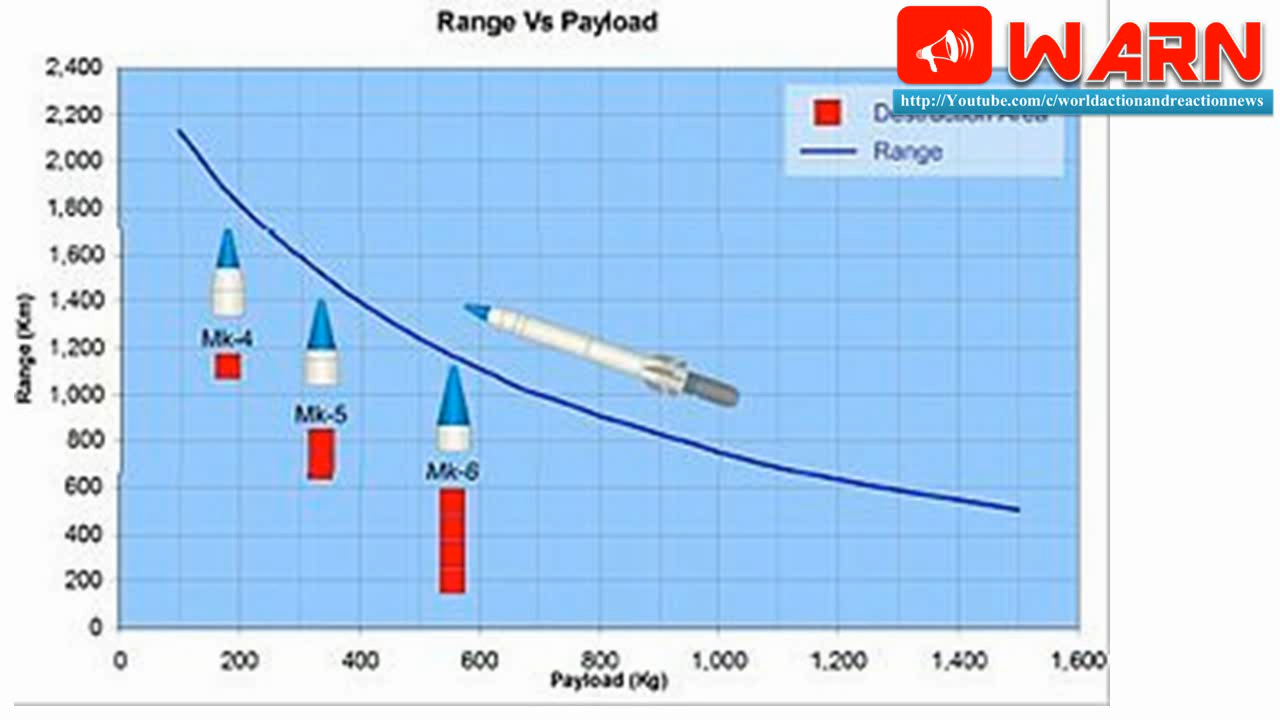 Range Vs Payload
WARN
http://Youtube.com/c/worldactionandreactionnews
Destruction Area
Range
2,400
2,200
2,000
1,800
1,600
1,400
1,200
1,000
800
600
400
200
0
Range (Km)
Mk-4
Mk-5
Mk-6
0 200 400 600 800 1,000 1,200 1,400 1,600
Payload (Kg)